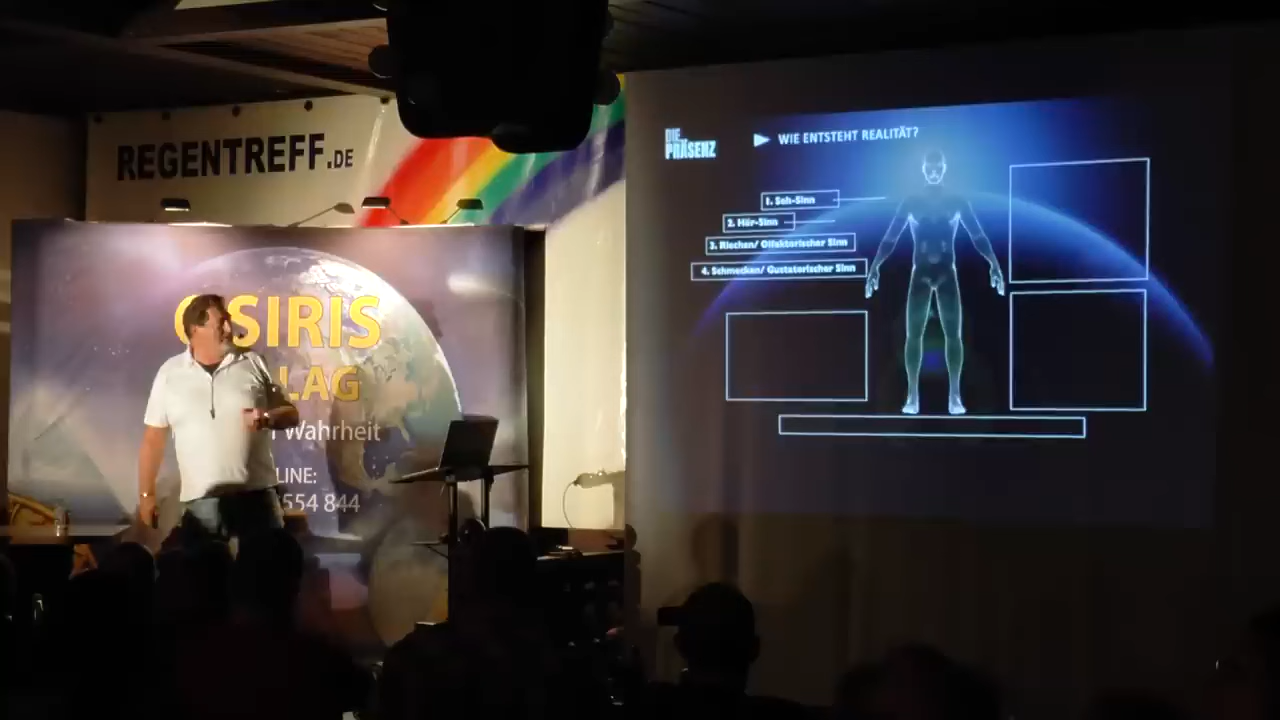 REGENTREFF.DE
OSIRIS
LAG
Wahrheit
LINE:
554 844
DIE
PRÄSENZ
WIE ENTSTEHT REALITÄT?
1. Seh-Sinn
2. Hör-Sinn
3. Riechen/ Olfaktorischer Sinn
4. Schmecken/ Gustatorischer Sinn